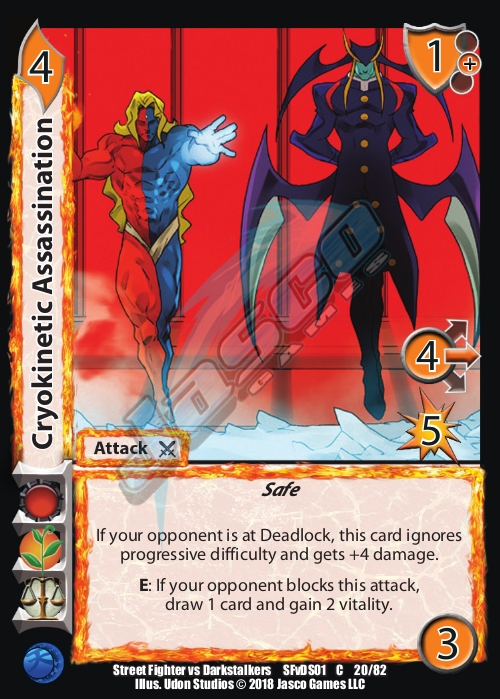 4
1
+
Cryokinetic Assassination
JASCO
GAMES
4
5
Attack
Safe
If your opponent is at Deadlock, this card ignores
progressive difficulty and gets +4 damage.
E: If your opponent blocks this attack,
draw 1 card and gain 2 vitality.
3
Street Fighter vs Darkstalkers SFvDS01 C 20/82
Illus. Udon Studios © 2018 Jasco Games LLC